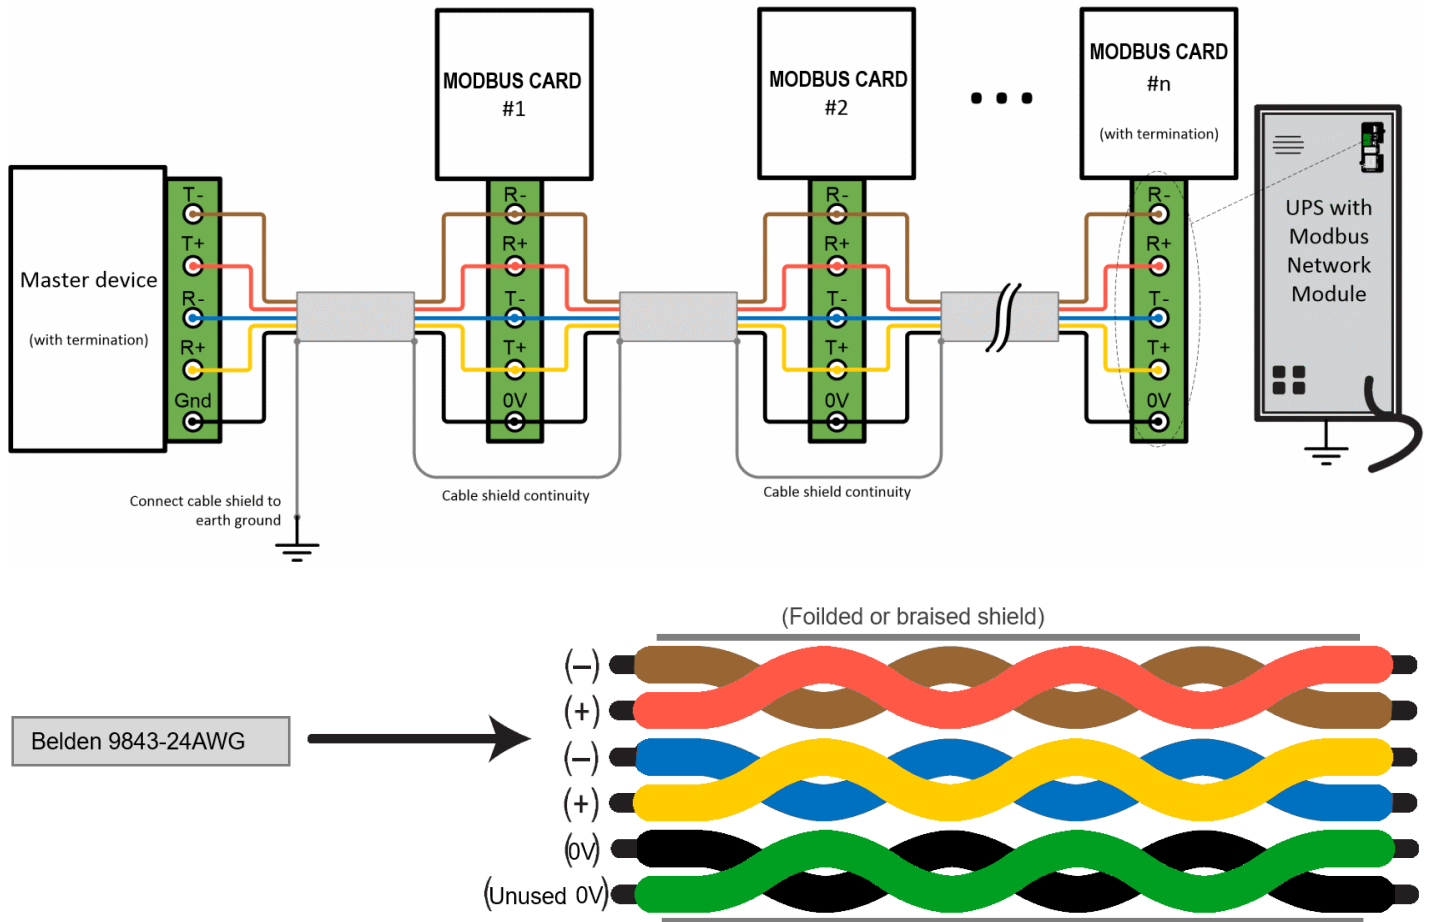 MODBUS CARD
#1
MODBUS CARD
#2
MODBUS CARD
#n
(with termination)
Master device
(with termination)
T-
T+
R-
R+
Gnd
R-
R+
T-
T+
0V
R-
R+
T-
T+
0V
R-
R+
T-
T+
0V
UPS with
Modbus
Network
Module
Connect cable shield to
earth ground
Cable shield continuity
Cable shield continuity
(Foilded or braised shield)
Belden 9843-24AWG
(−)
(+)
(−)
(+)
(0V)
(Unused 0V)